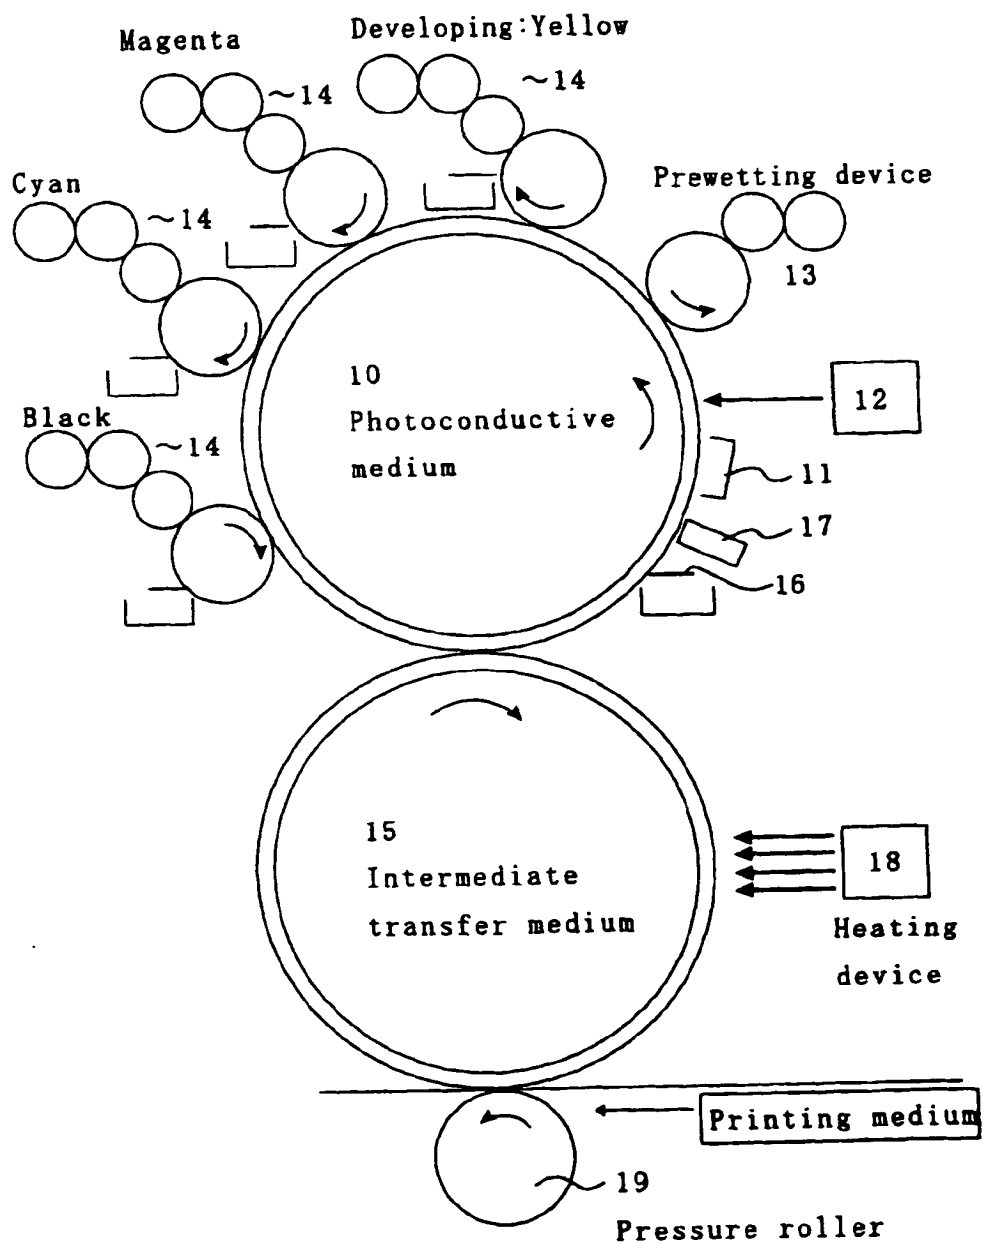 Developing:Yellow
Magenta
~14
~14
Cyan
Prewetting device
~14
13
10
Photoconductive
medium
12
Black
~14
11
17
16
15
Intermediate
transfer medium
18
Heating
device
Printing medium
19
Pressure roller